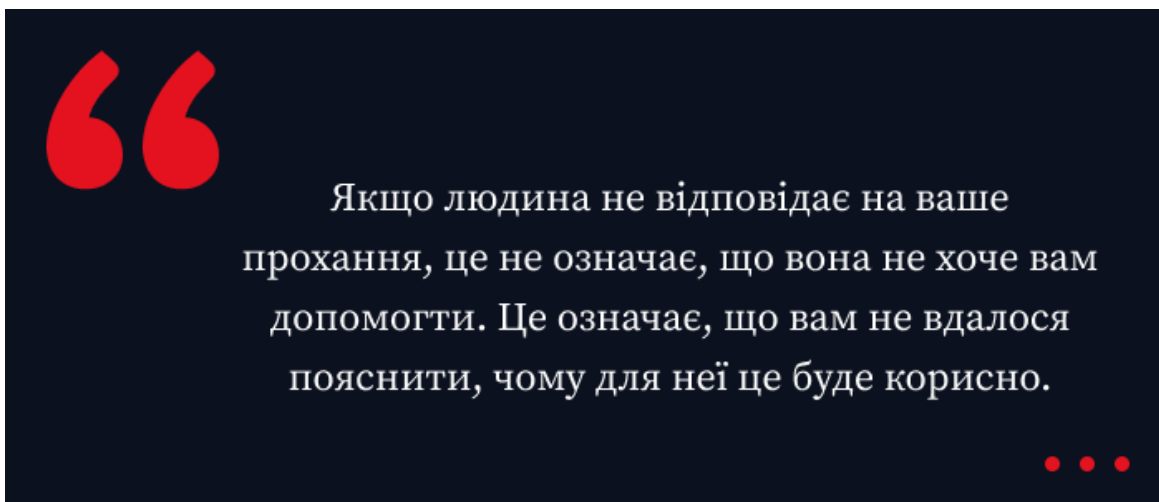 Якщо людина не відповідає на ваше
прохання, це не означає, що вона не хоче вам
допомогти. Це означає, що вам не вдалося
пояснити, чому для неї це буде корисно.